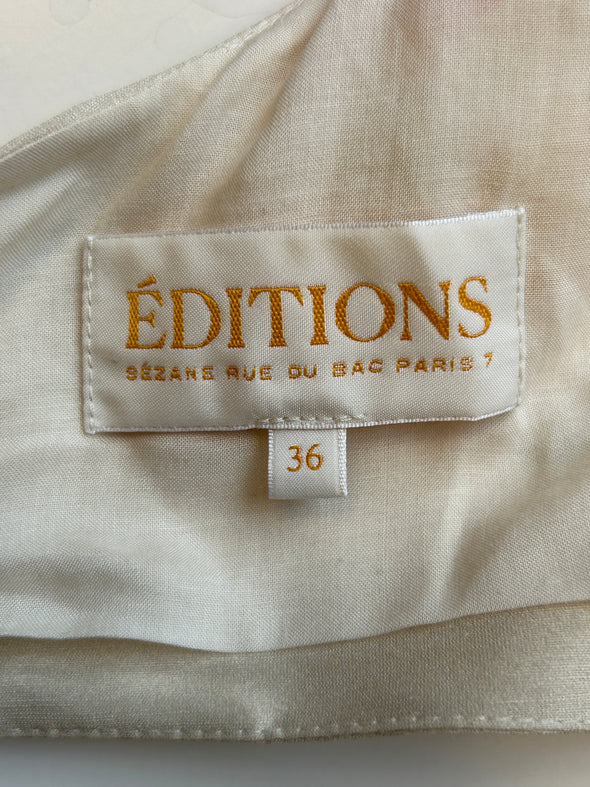 ÉDITIONS
SÉZANE RUE DU BAC PARIS 7
36